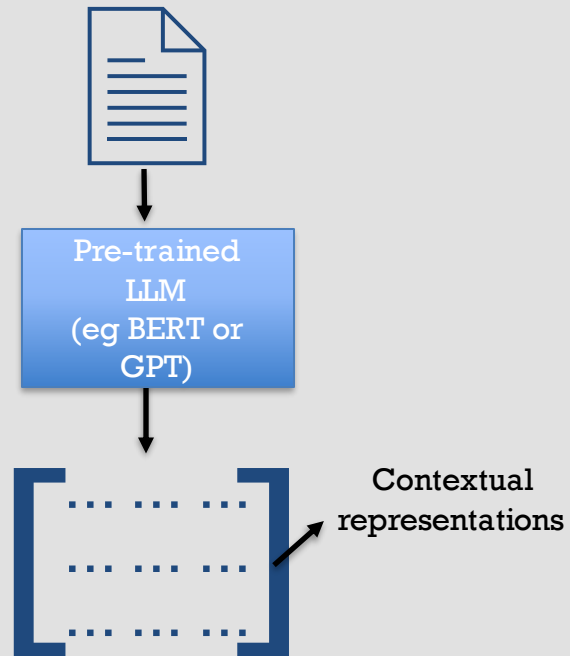 Pre-trained
LLM
(eg BERT or
GPT)
Contextual
representations